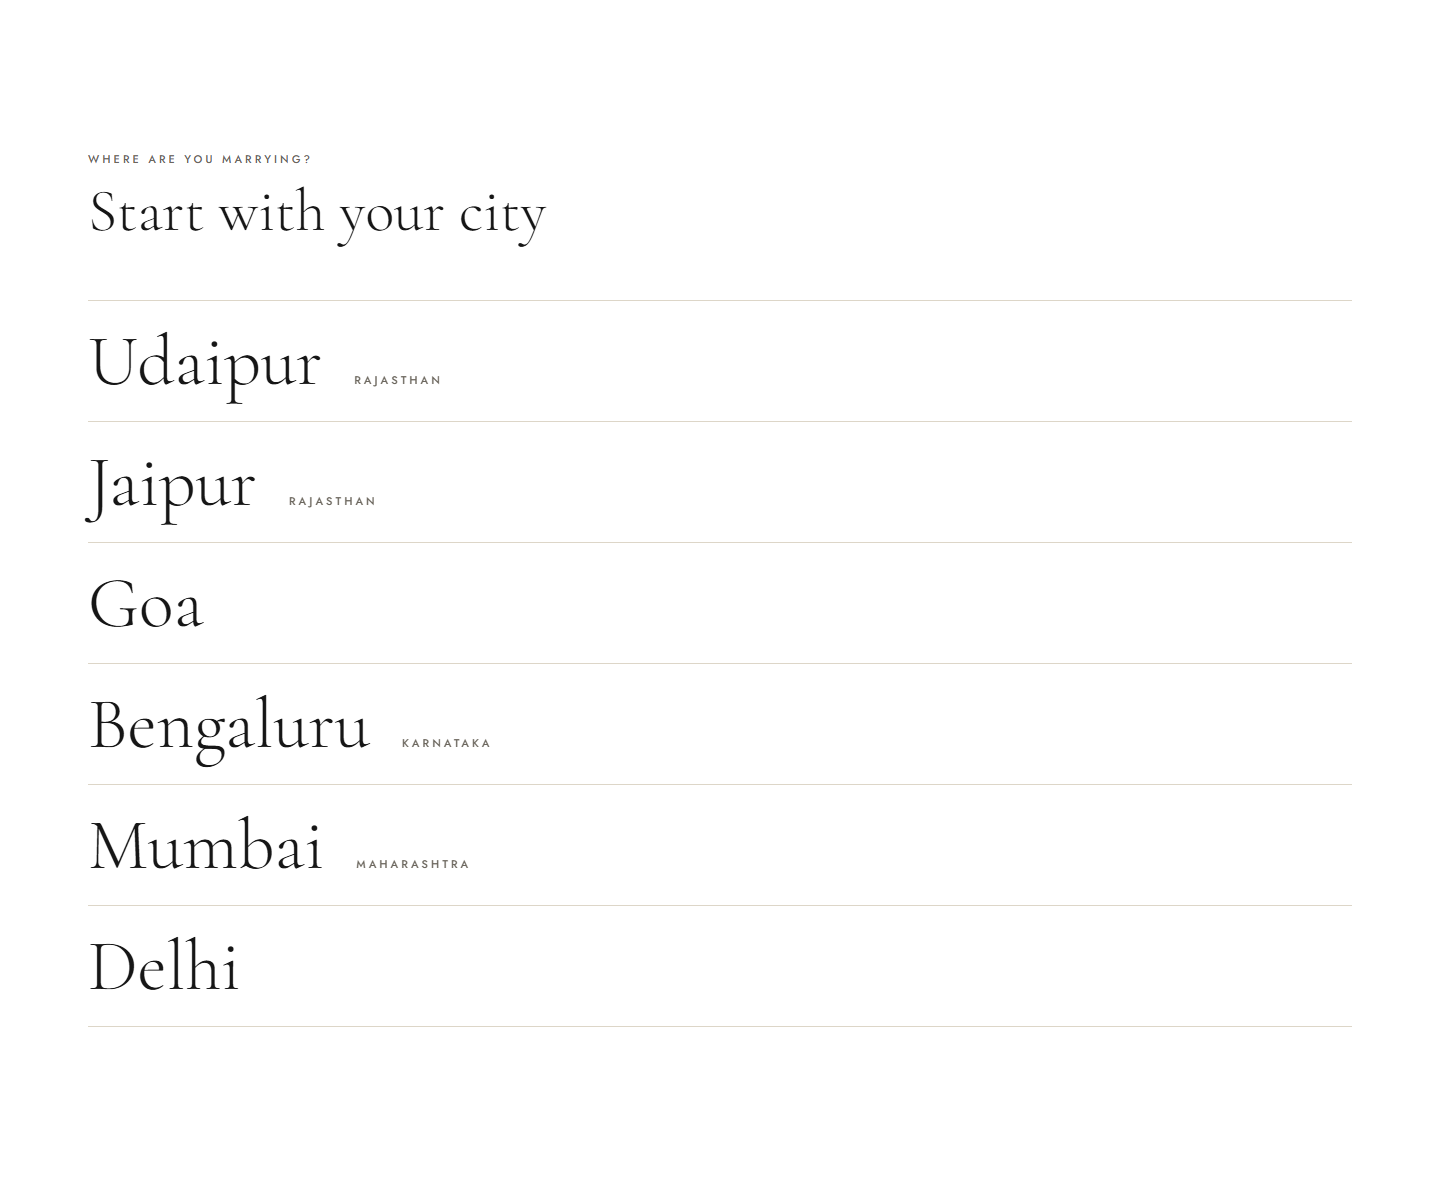 WHERE ARE YOU MARRYING?
Start with your city
Udaipur RAJASTHAN
Jaipur RAJASTHAN
Goa
Bengaluru KARNATAKA
Mumbai MAHARASHTRA
Delhi